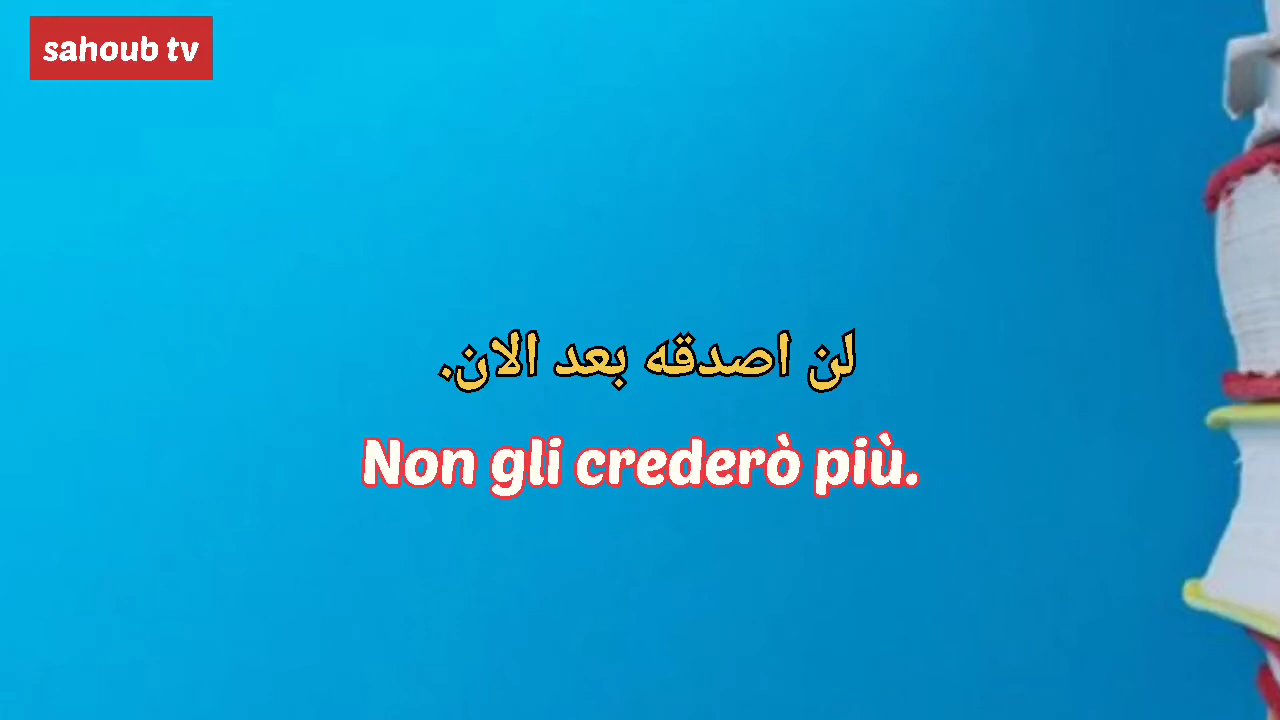 sahoub tv
لن اصدقه بعد الان.
Non gli crederò più.